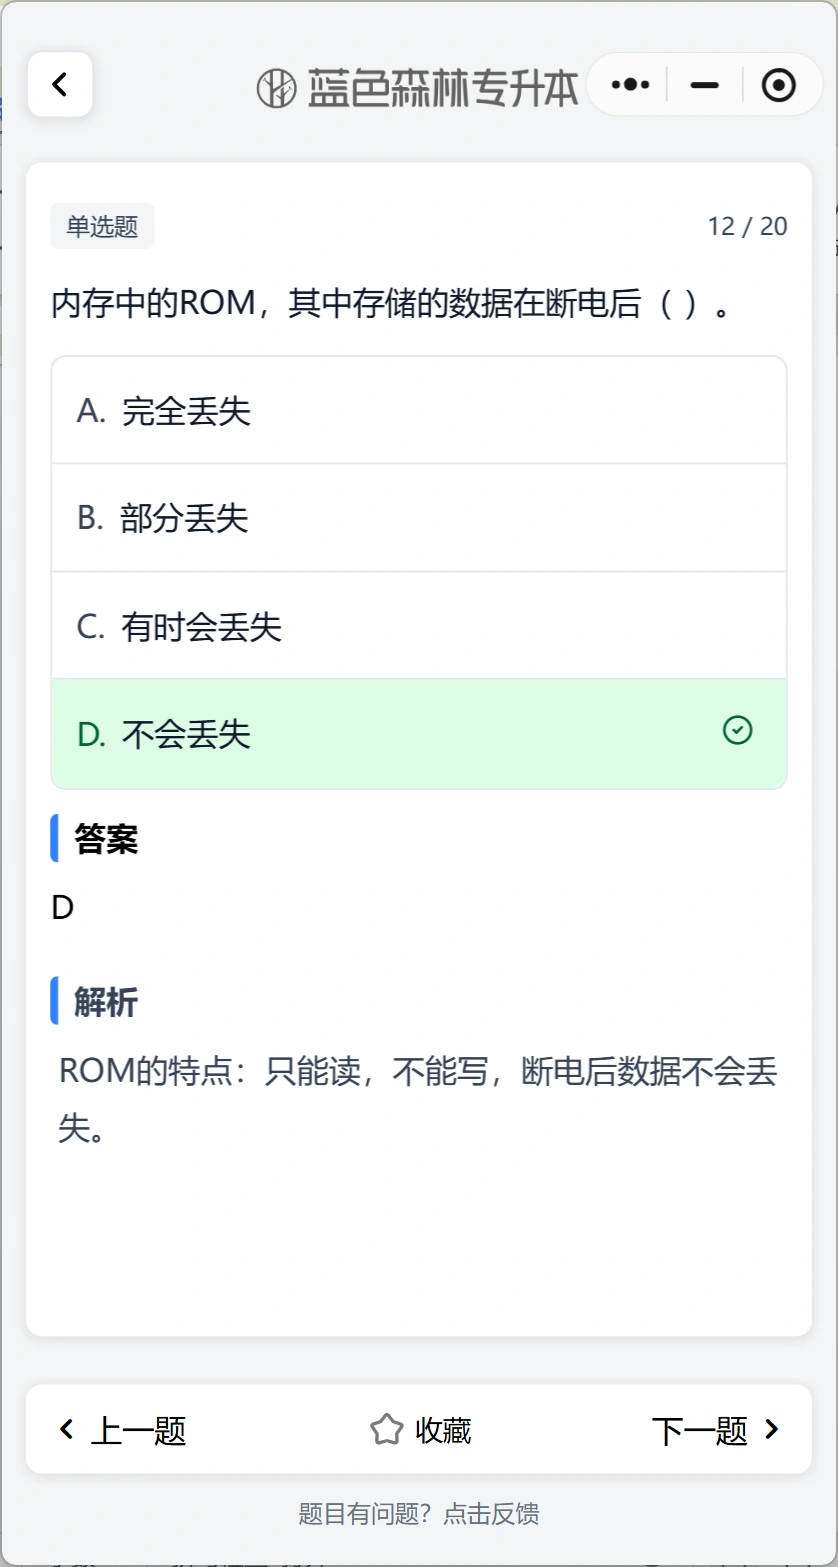 蓝色森林专升本
单选题
12 / 20
内存中的ROM，其中存储的数据在断电后（ ）。
A. 完全丢失
B. 部分丢失
C. 有时会丢失
D. 不会丢失
答案
D
解析
ROM的特点：只能读，不能写，断电后数据不会丢
失。
上一题
收藏
下一题
题目有问题？点击反馈